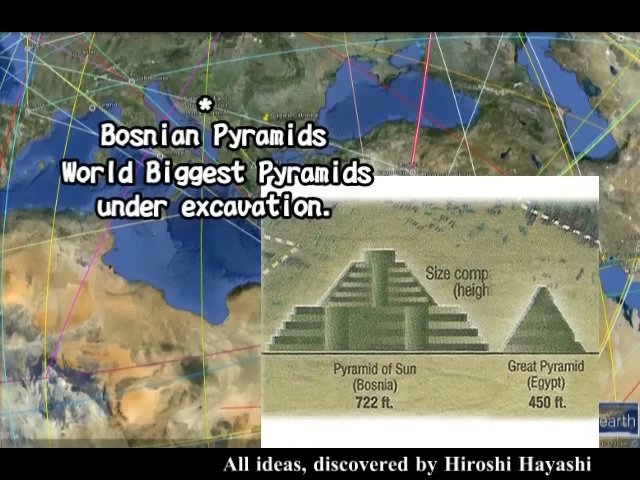 *
Bosnian Pyramids
World Biggest Pyramids
under excavation.
Size comp
(heigh
Pyramid of Sun
(Bosnia)
722 ft.
Great Pyramid
(Egypt)
450 ft.
earth
All ideas, discovered by Hiroshi Hayashi